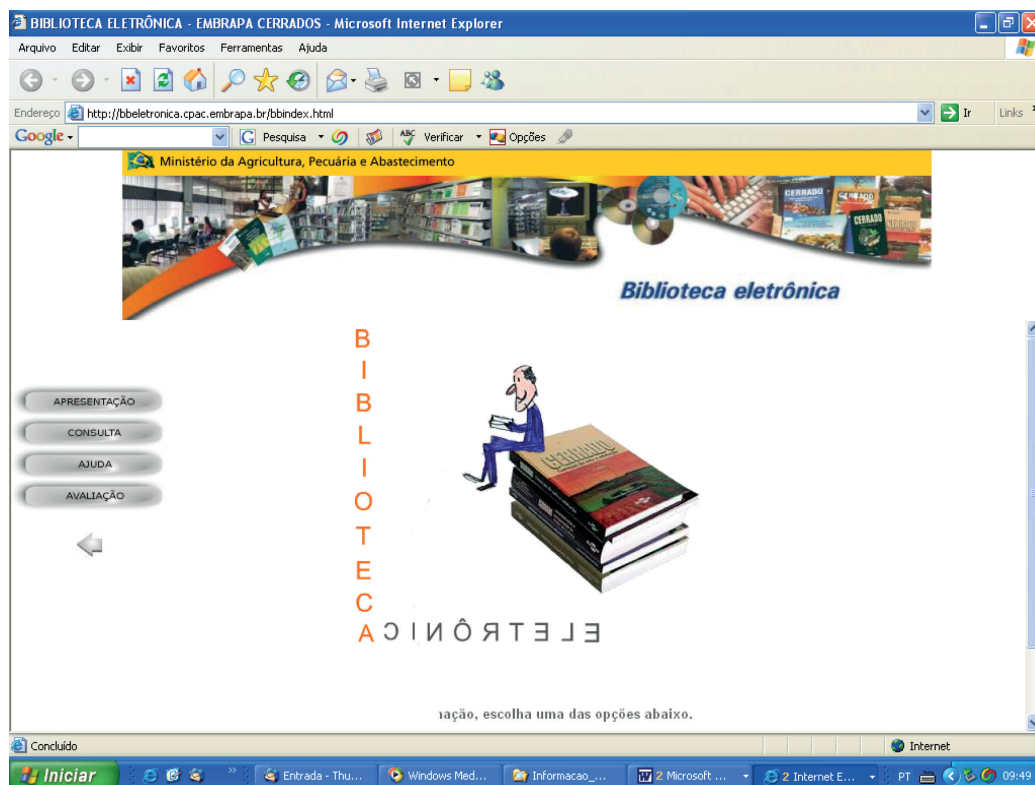 BIBLIOTECA ELETRÔNICA - EMBRAPA CERRADOS - Microsoft Internet Explorer
Arquivo Editar Exibir Favoritos Ferramentas Ajuda
Endereço http://bbeletronica.cpac.embrapa.br/bbindex.html Ir Links
Google Pesquisa Verificar Opções
Ministério da Agricultura, Pecuária e Abastecimento
CERRADO
CERRADO
Biblioteca eletrônica
B
I
B
L
I
O
T
E
C
A
ELETRÔNIC
CERRADO
APRESENTAÇÃO
CONSULTA
AJUDA
AVALIAÇÃO
nação, escolha uma das opções abaixo.
Concluído Internet
Iniciar Entrada - Thu... Windows Med... Informacao_... 2 Microsoft ... 2 Internet E... PT 09:49